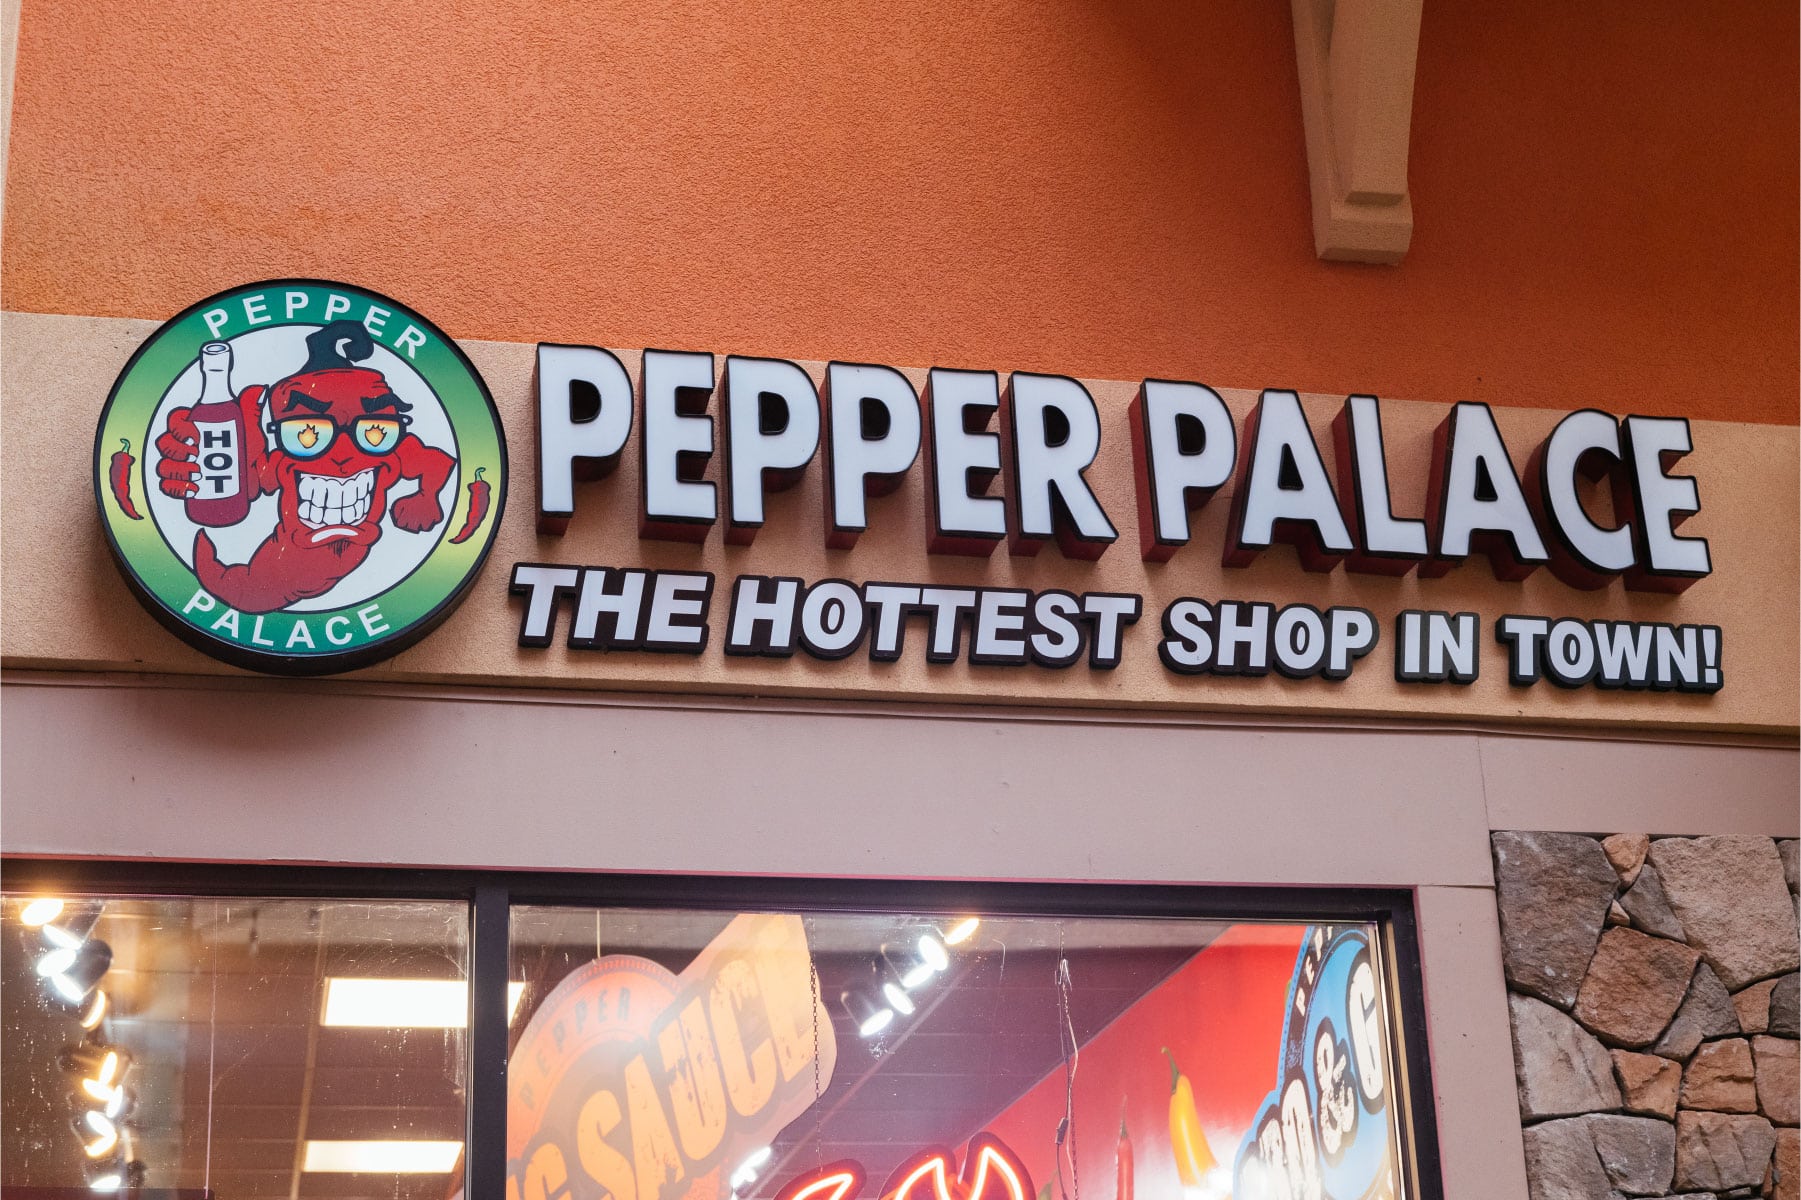 PEPPER
HOT
PALACE
PEPPER PALACE
THE HOTTEST SHOP IN TOWN!
PEPPER
SAUCE